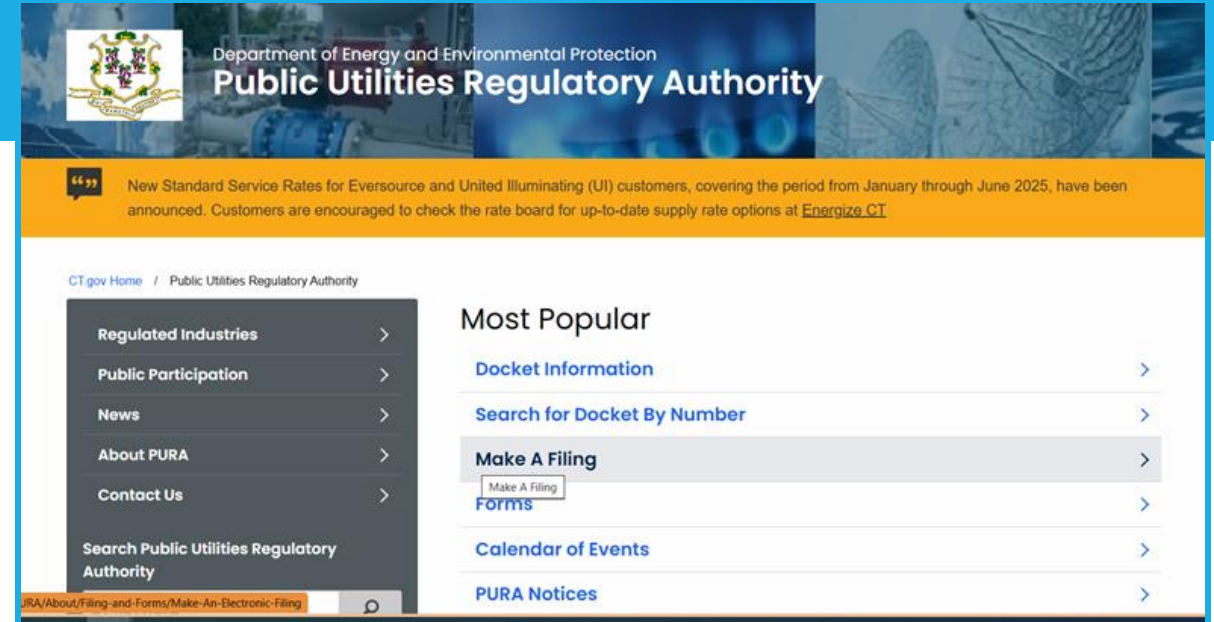 Department of Energy and Environmental Protection
Public Utilities Regulatory Authority
New Standard Service Rates for Eversource and United Illuminating (UI) customers, covering the period from January through June 2025, have been
announced. Customers are encouraged to check the rate board for up-to-date supply rate options at Energize CT
CT.gov Home / Public Utilities Regulatory Authority
Regulated Industries
Public Participation
News
About PURA
Contact Us
Search Public Utilities Regulatory
Authority
URA/About/Filing-and-Forms/Make-An-Electronic-Filing
Most Popular
Docket Information
Search for Docket By Number
Make A Filing
Make A Filing
Forms
Calendar of Events
PURA Notices